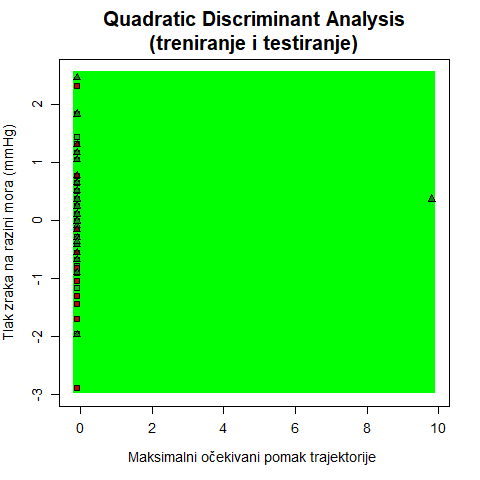 Quadratic Discriminant Analysis
(treniranje i testiranje)
Tlak zraka na razini mora (mmHg)
2
1
0
-1
-2
-3
0 2 4 6 8 10
Maksimalni očekivani pomak trajektorije